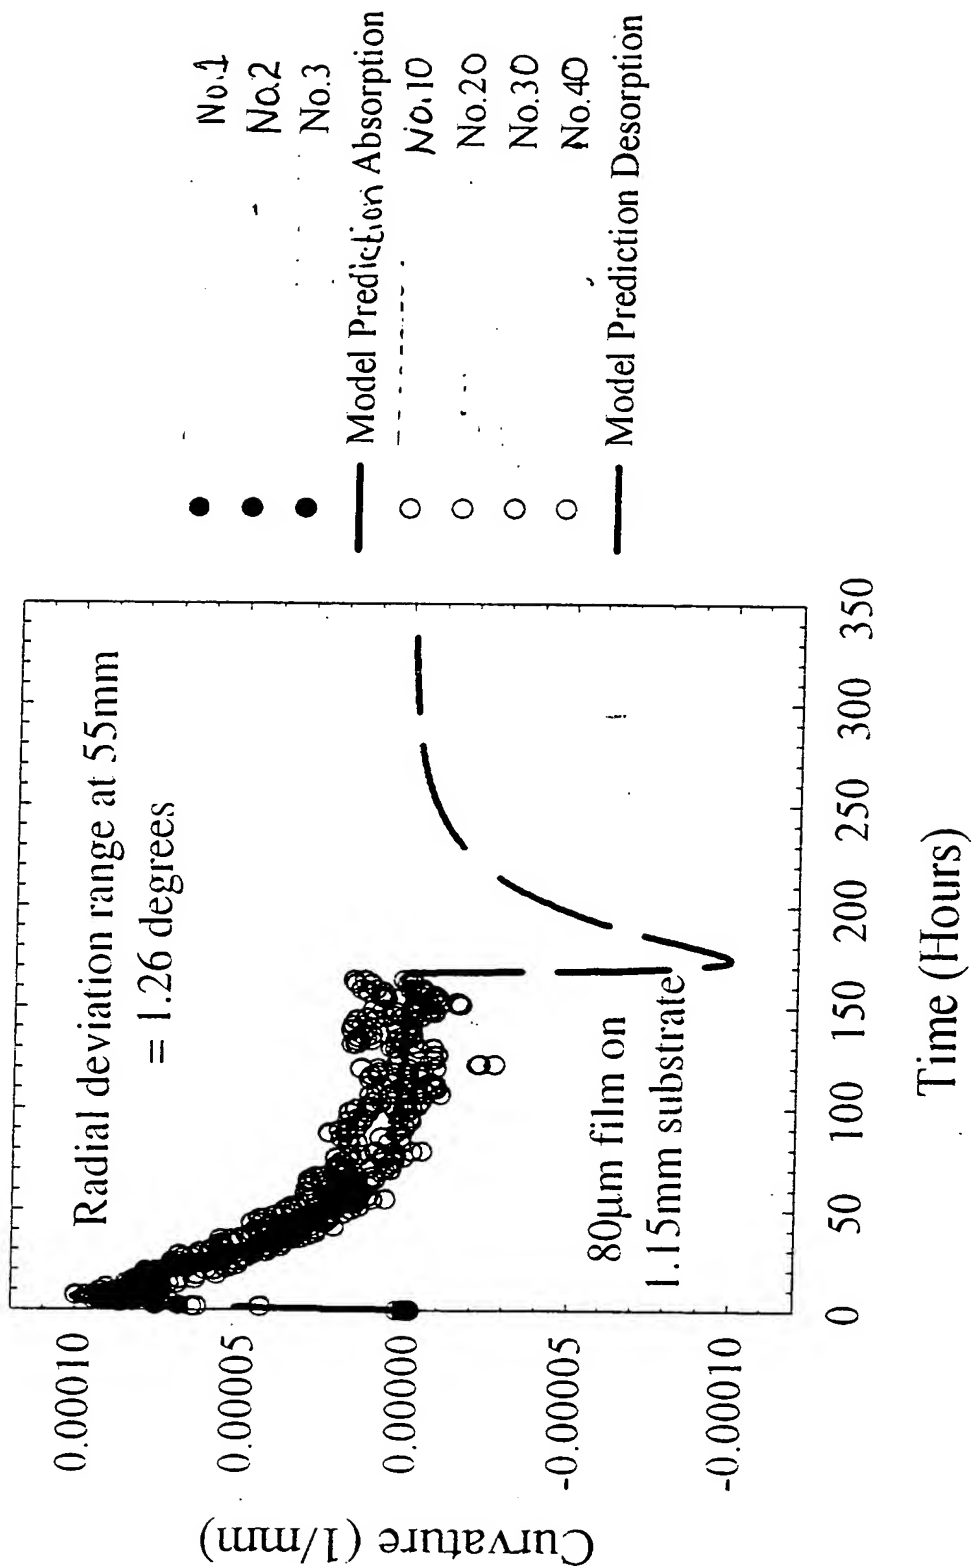 Curvature (1/mm)
0.00010
0.00005
0.00000
-0.00005
-0.00010
Radial deviation range at 55mm
= 1.26 degrees
80µm film on
1.15mm substrate
0
50
100
150
200
250
300
350
Time (Hours)
No.1
No.2
No.3
Model Prediction Absorption
No.10
No.20
No.30
No.40
Model Prediction Desorption